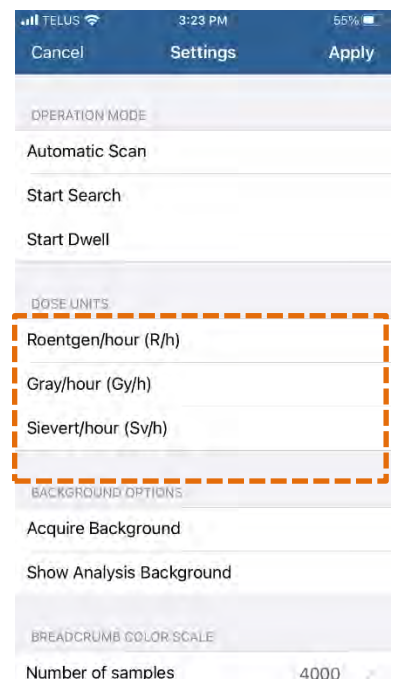 TELUS 3:23 PM 55%
Cancel Settings Apply
OPERATION MODE
Automatic Scan
Start Search
Start Dwell
DOSE UNITS
Roentgen/hour (R/h)
Gray/hour (Gy/h)
Sievert/hour (Sv/h)
BACKGROUND OPTIONS
Acquire Background
Show Analysis Background
BREADCRUMB COLOR SCALE
Number of samples 4000